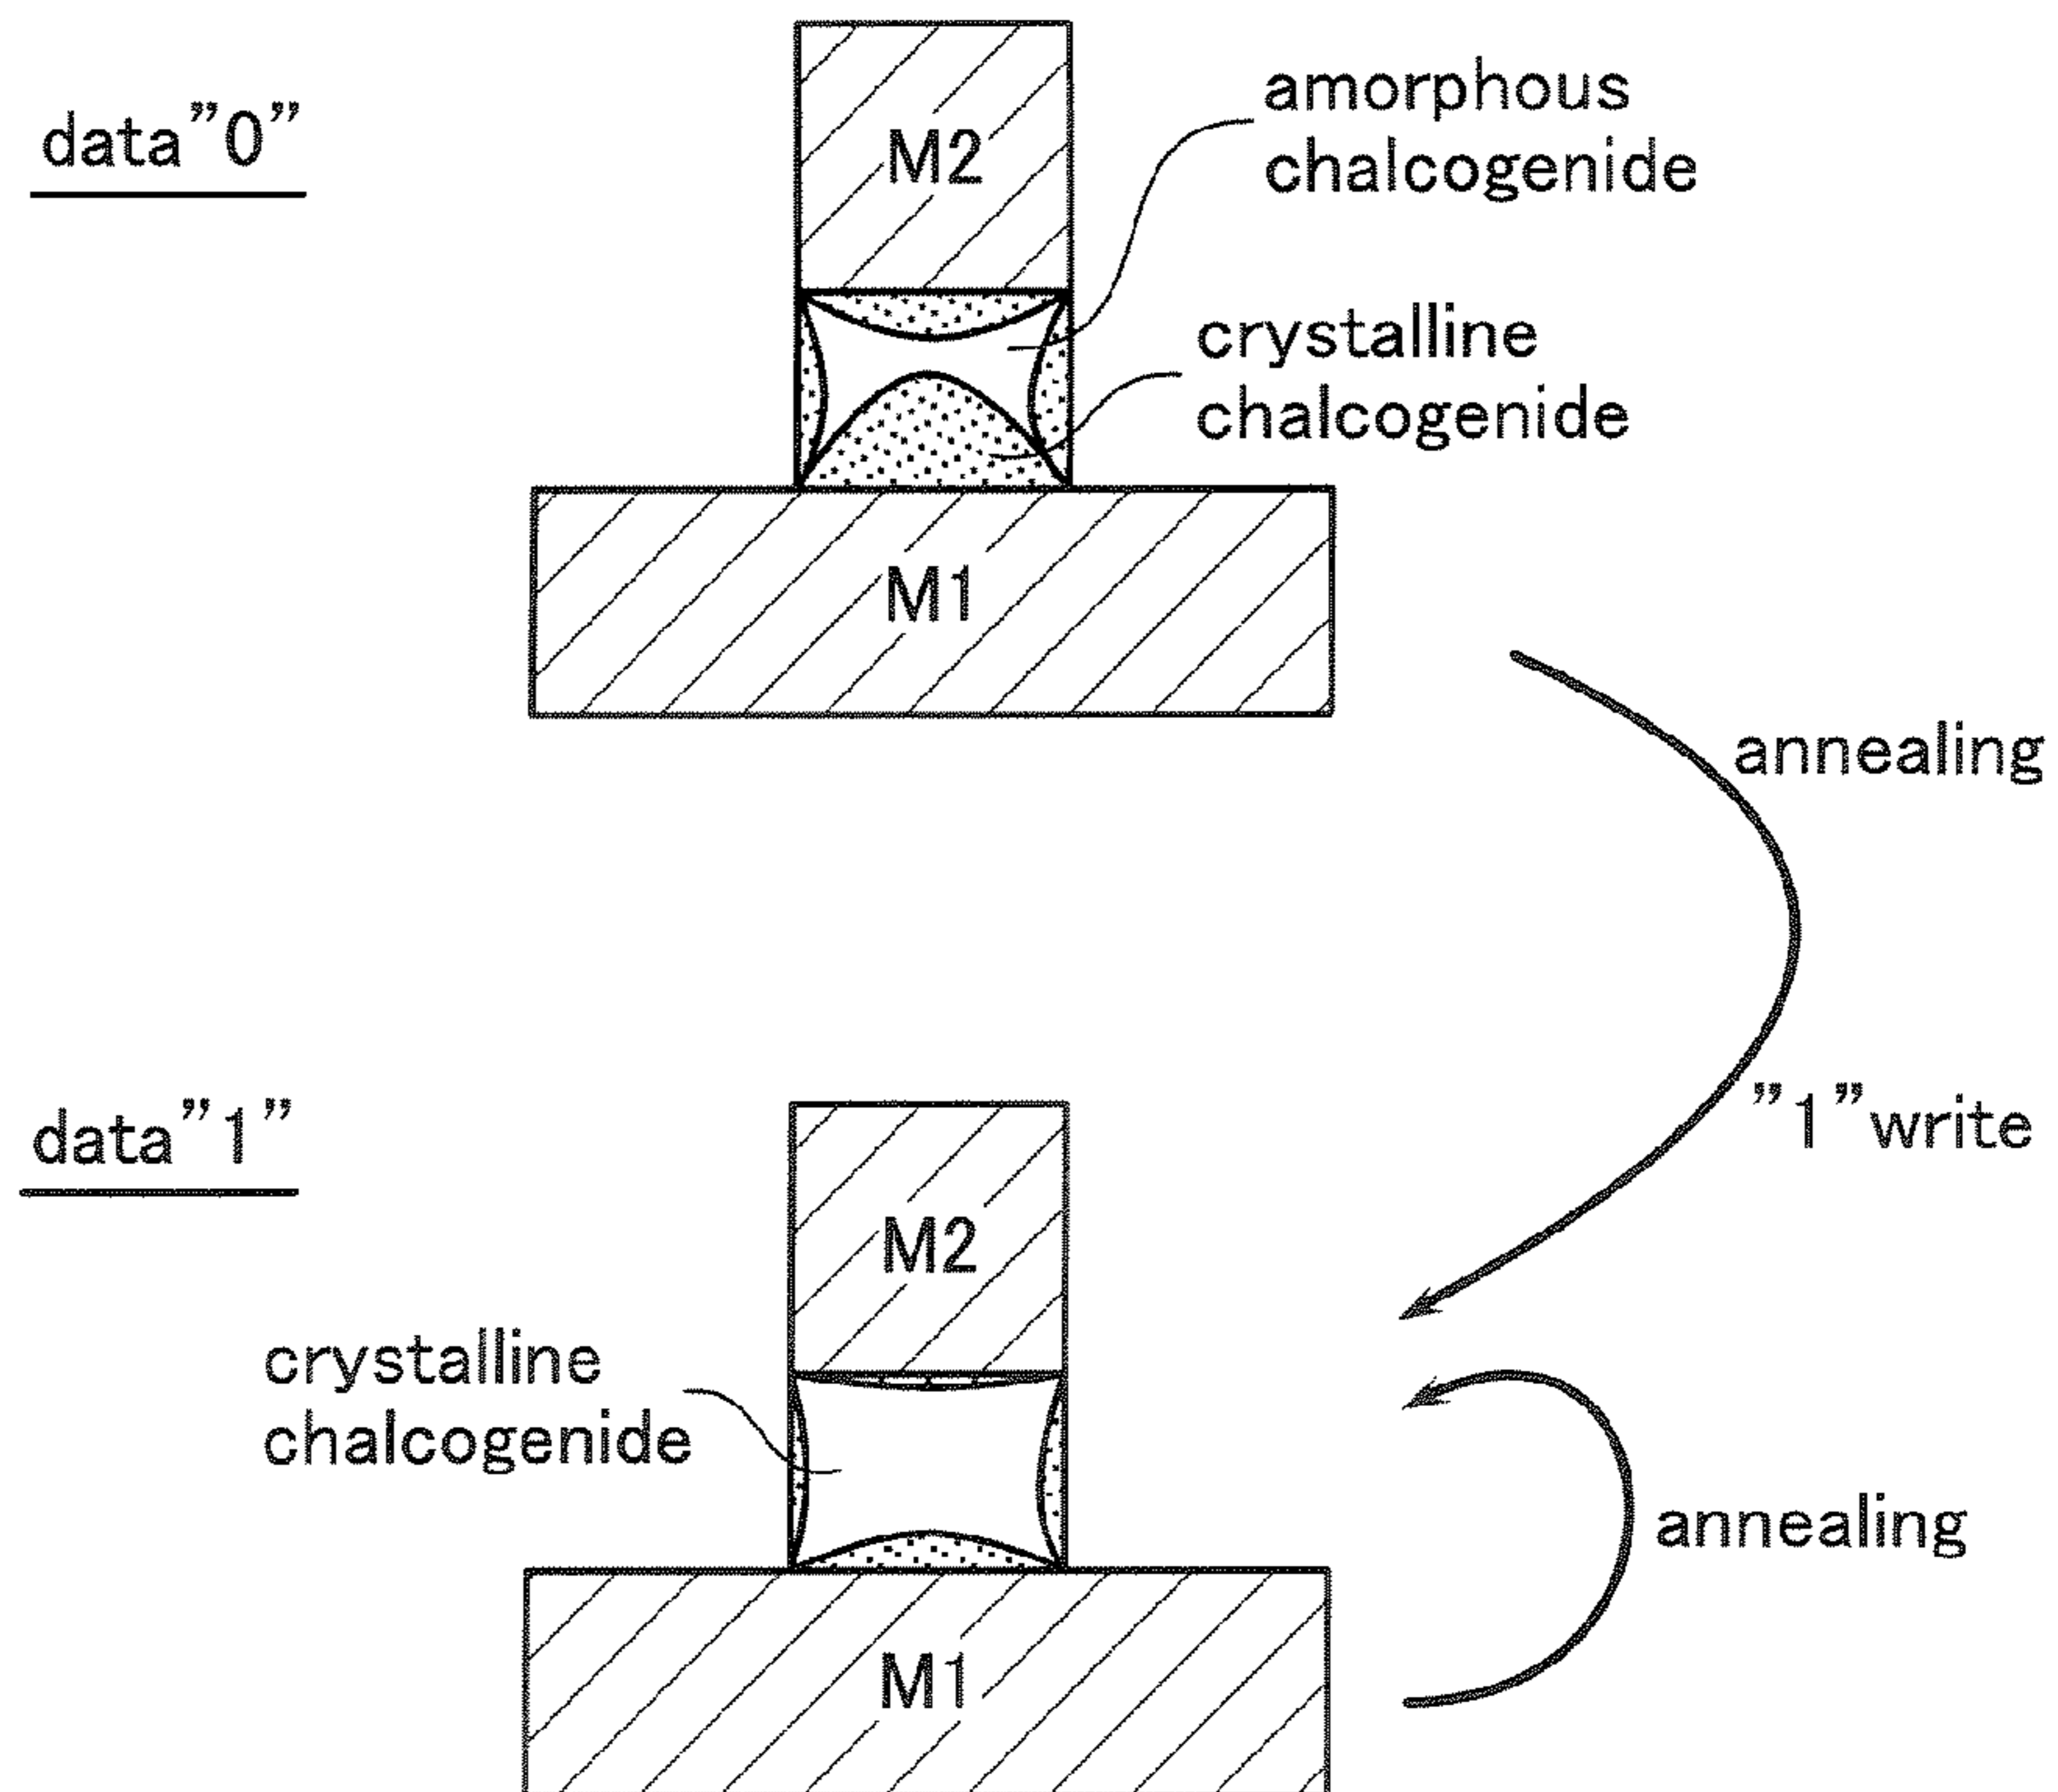 data”0”
M2
amorphous
chalcogenide
crystalline
chalcogenide
M1
annealing
”1”write
data”1”
M2
crystalline
chalcogenide
annealing
M1